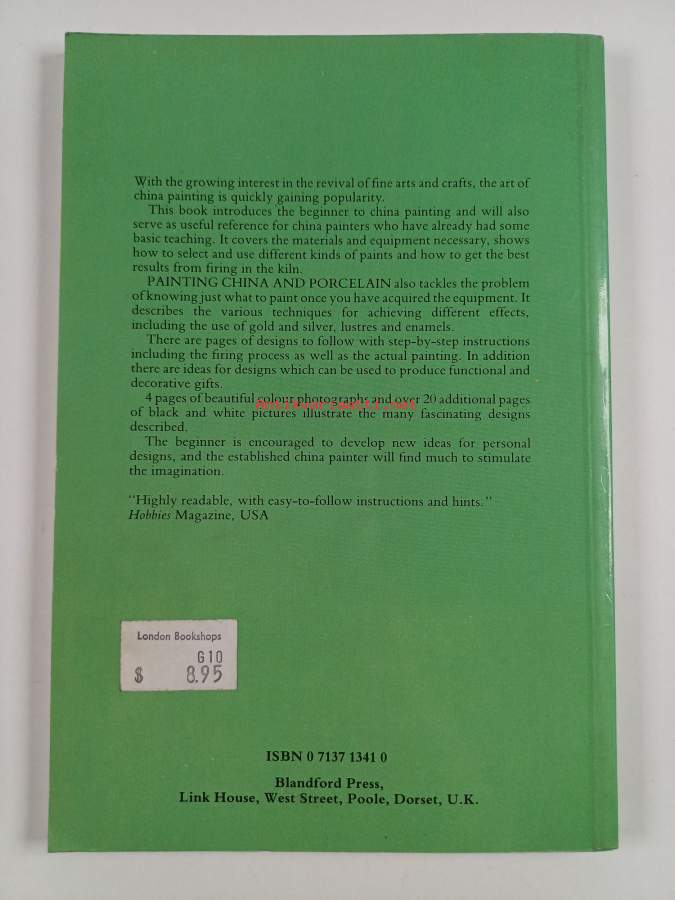 With the growing interest in the revival of fine arts and crafts, the art of
china painting is quickly gaining popularity.
This book introduces the beginner to china painting and will also
serve as useful reference for china painters who have already had some
basic teaching. It covers the materials and equipment necessary, shows
how to select and use different kinds of paints and how to get the best
results from firing in the kiln.
PAINTING CHINA AND PORCELAIN also tackles the problem
of knowing just what to paint once you have acquired the equipment. It
describes the various techniques for achieving different effects,
including the use of gold and silver, lustres and enamels.
There are pages of designs to follow with step-by-step instructions
including the firing process as well as the actual painting. In addition
there are ideas for designs which can be used to produce functional and
decorative gifts.
4 pages of beautiful colour photographs and over 20 additional pages
of black and white pictures illustrate the many fascinating designs
described.
The beginner is encouraged to develop new ideas for personal
designs, and the established china painter will find much to stimulate
the imagination.
"Highly readable, with easy-to-follow instructions and hints."
Hobbies Magazine, USA
London Bookshops
G10
$ 8.95
ISBN 0 7137 1341 0
Blandford Press,
Link House, West Street, Poole, Dorset, U.K.